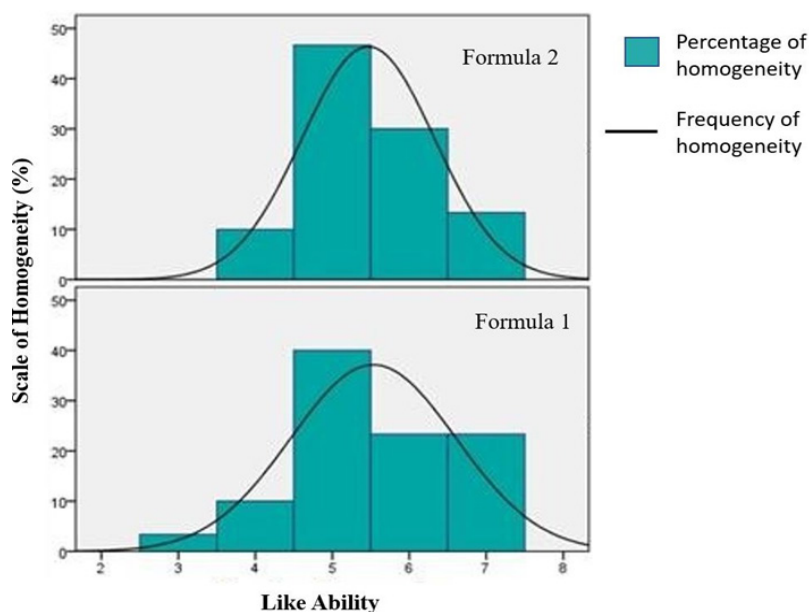 50
40
30
20
10
0
Formula 2
Percentage of
homogeneity
Frequency of
homogeneity
Scale of Homogeneity (%)
50
40
30
20
10
0
Formula 1
2 3 4 5 6 7 8
Like Ability